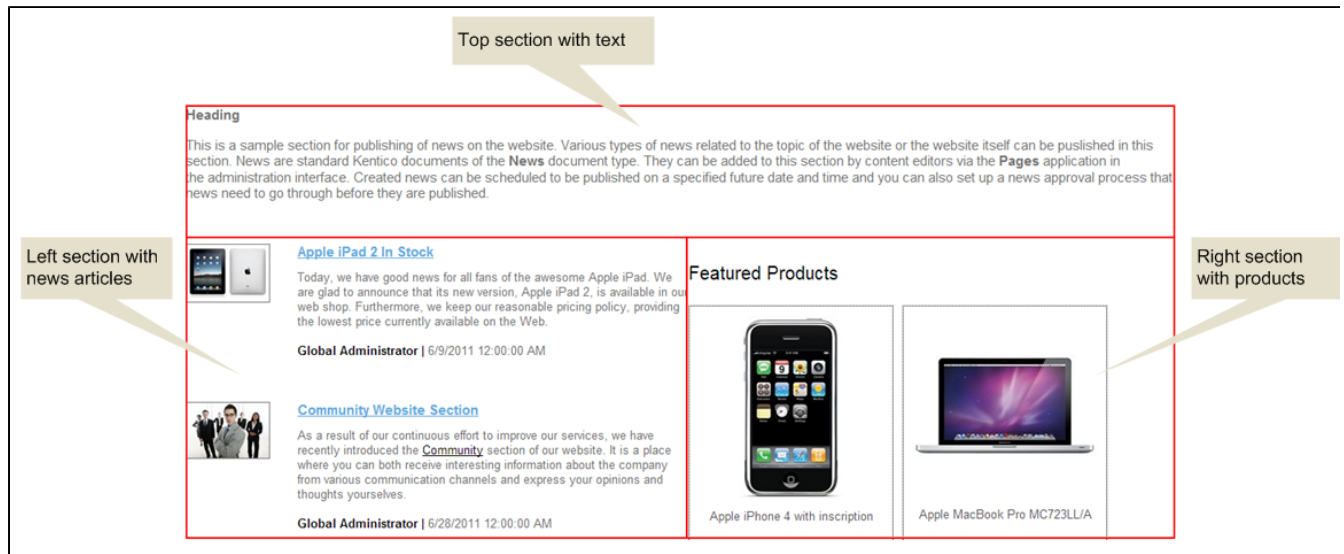 Top section with text
Heading
This is a sample section for publishing of news on the website. Various types of news related to the topic of the website or the website itself can be puslished in this
section. News are standard Kentico documents of the News document type. They can be added to this section by content editors via the Pages application in
the administration interface. Created news can be scheduled to be published on a specified future date and time and you can also set up a news approval process that
news need to go through before they are published.
Left section with
news articles
Apple iPad 2 In Stock
Today, we have good news for all fans of the awesome Apple iPad. We
are glad to announce that its new version, Apple iPad 2, is available in our
web shop. Furthermore, we keep our reasonable pricing policy, providing
the lowest price currently available on the Web.
Global Administrator | 6/9/2011 12:00:00 AM
Community Website Section
As a result of our continuous effort to improve our services, we have
recently introduced the Community section of our website. It is a place
where you can both receive interesting information about the company
from various communication channels and express your opinions and
thoughts yourselves.
Global Administrator | 6/28/2011 12:00:00 AM
Right section
with products
Featured Products
Apple iPhone 4 with inscription
Apple MacBook Pro MC723LL/A